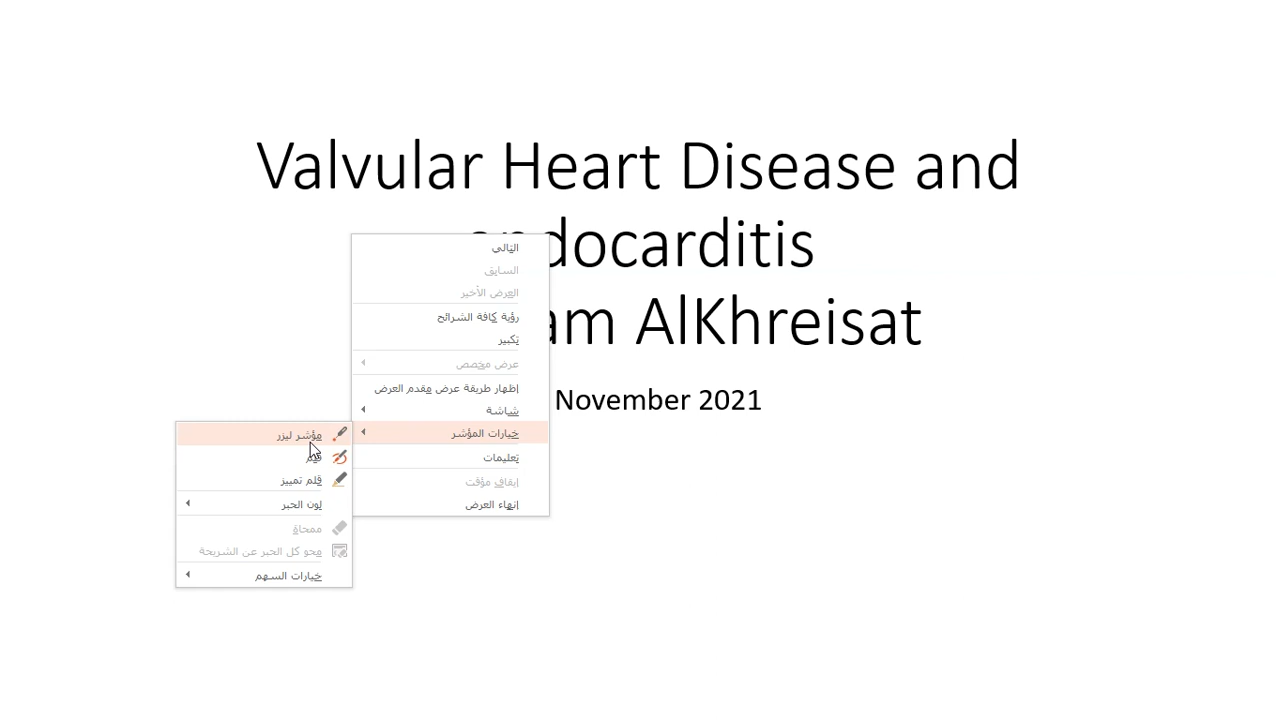 Valvular Heart Disease and
docarditis
am AlKhreisat
November 2021
التالي
السابق
العرض الأخير
رؤية كافة الشرائح
تكبير
عرض مخصص
إظهار طريقة عرض مقدم العرض
شاشة
خيارات المؤشر
تعليمات
إيقاف مؤقت
إنهاء العرض
مؤشر ليزر
قلم تمييز
لون الحبر
ممحاة
محو كل الحبر عن الشريحة
خيارات السهم